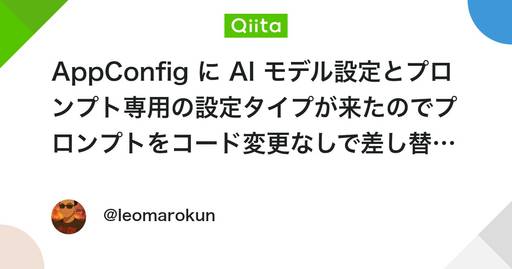 Qiita
AppConfig に AI モデル設定とプロ
ンプト専用の設定タイプが来たのでプ
ロンプトをコード変更なしで差し替…
@leomarokun